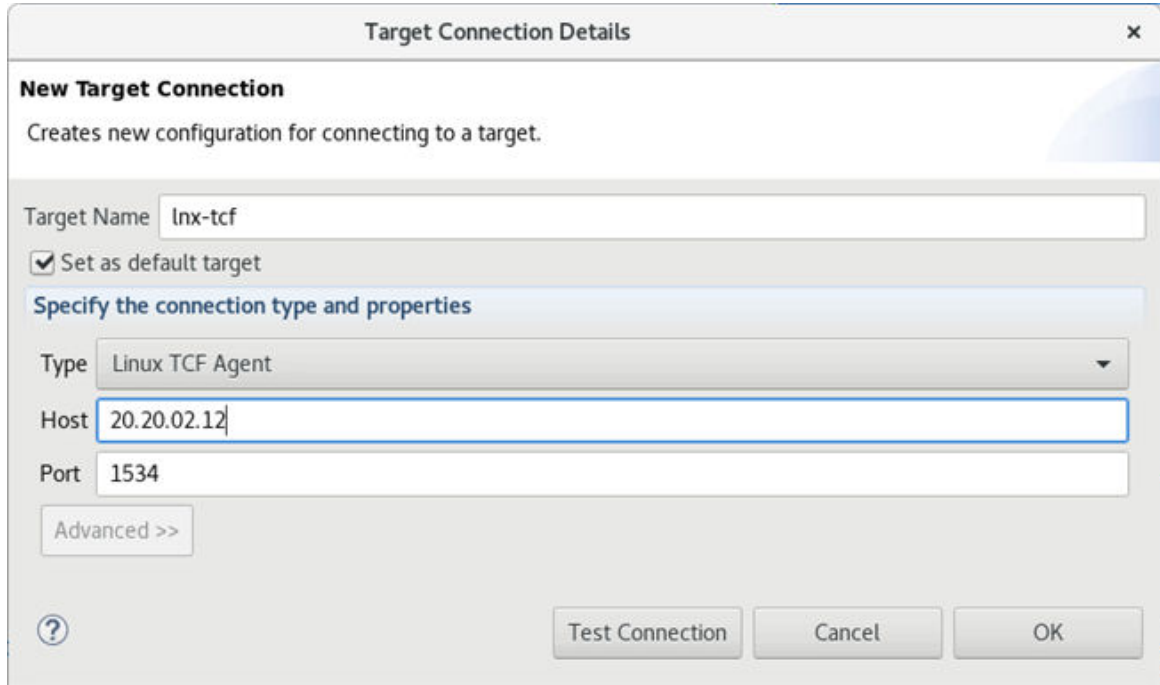 Target Connection Details ×
New Target Connection
Creates new configuration for connecting to a target.
Target Name lnx-tcf
Set as default target
Specify the connection type and properties
Type Linux TCF Agent
Host 20.20.02.12
Port 1534
Advanced >>
? Test Connection Cancel OK